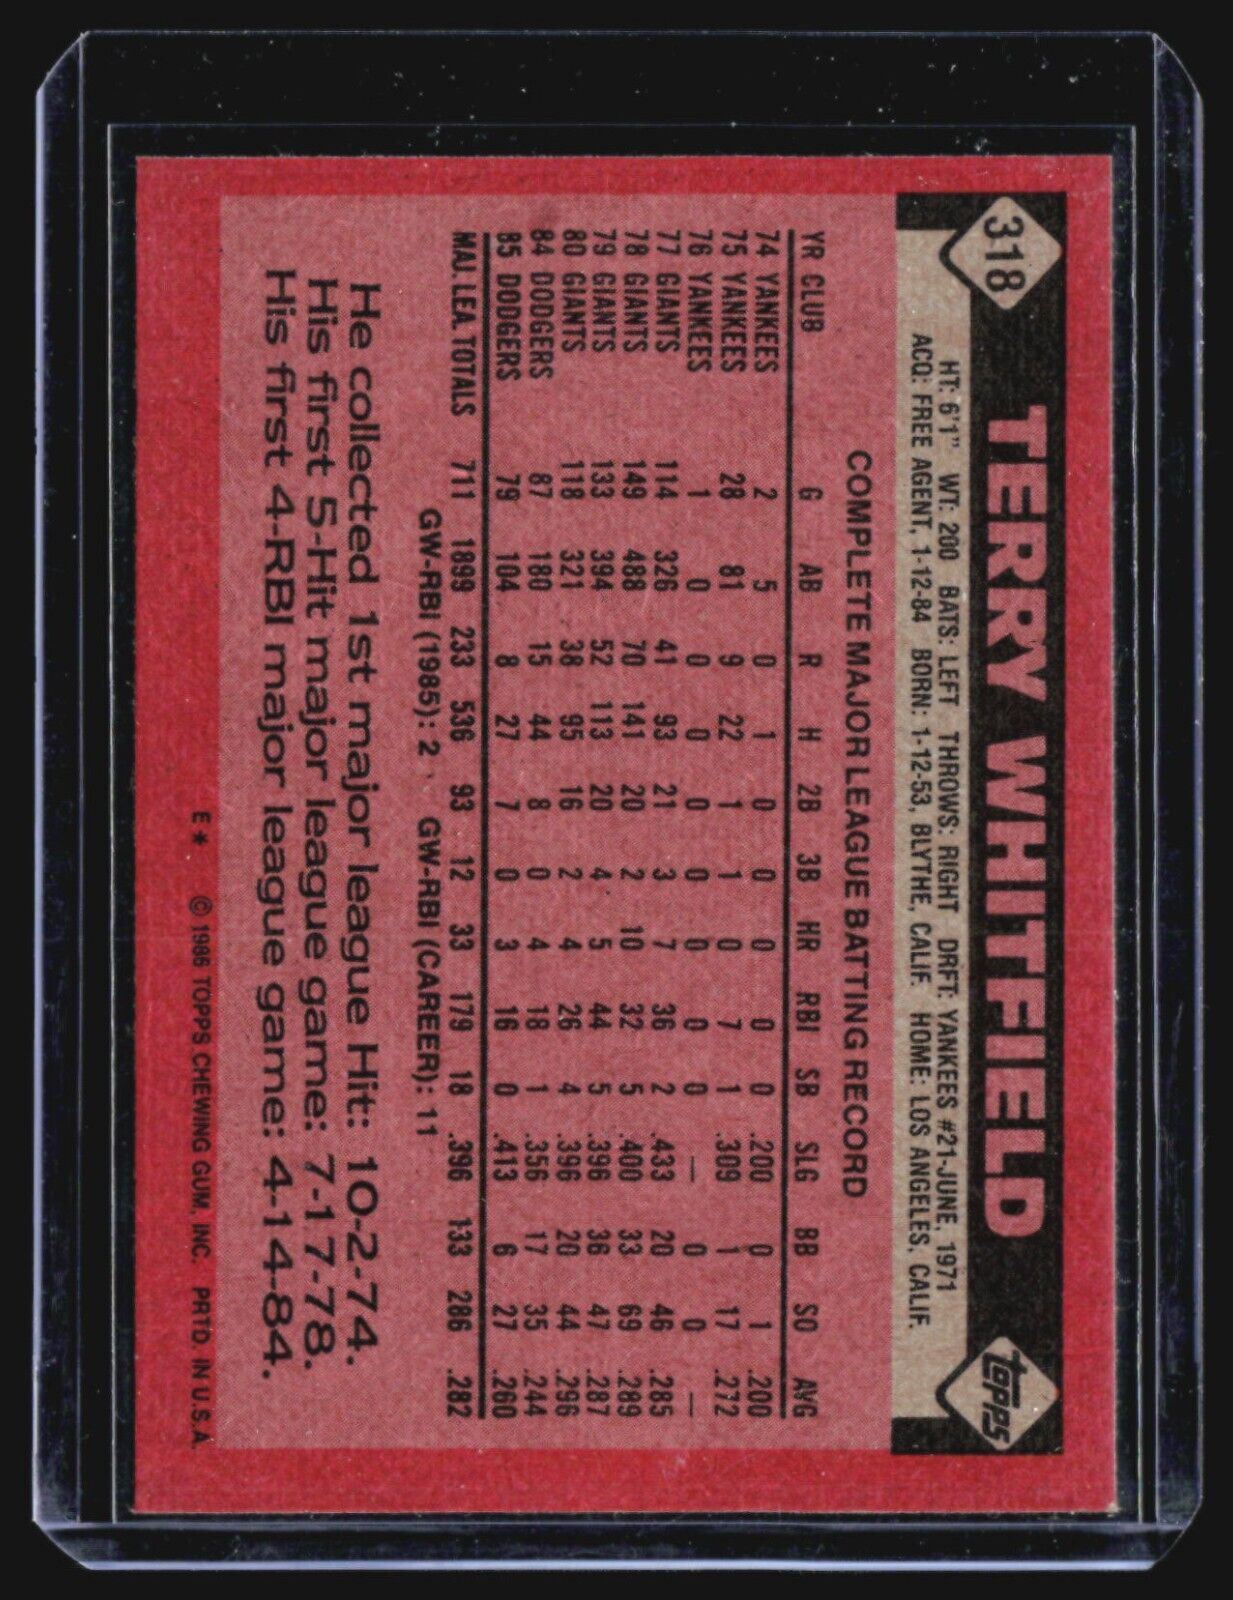 318 TERRY WHITFIELD topps
HT: 6'1" WT: 200 BATS: LEFT THROWS: RIGHT DRFT: YANKEES #21-JUNE, 1971
ACQ: FREE AGENT, 1-12-84 BORN: 1-12-53, BLYTHE, CALIF. HOME: LOS ANGELES, CALIF.
COMPLETE MAJOR LEAGUE BATTING RECORD
YR CLUB G AB R H 2B 3B HR RBI SB SLG BB SO AVG
74 YANKEES 2 5 0 1 0 0 0 0 0 .200 0 1 .200
75 YANKEES 28 81 9 22 1 1 0 7 1 .309 1 17 .272
76 YANKEES 1 0 0 0 0 0 0 0 0 — 0 0 —
77 GIANTS 114 326 41 93 21 3 7 36 2 .433 20 46 .285
78 GIANTS 149 488 70 141 20 2 10 32 5 .400 33 69 .289
79 GIANTS 133 394 52 113 20 4 5 44 5 .396 36 47 .287
80 GIANTS 118 321 38 95 16 2 4 26 4 .396 20 44 .296
84 DODGERS 87 180 15 44 8 0 4 18 1 .356 17 35 .244
85 DODGERS 79 104 8 27 7 0 3 16 0 .413 6 27 .260
MAJ. LEA. TOTALS 711 1899 233 536 93 12 33 179 18 .396 133 286 .282
GW-RBI (1985): 2 GW-RBI (CAREER): 11
He collected 1st major league Hit: 10-2-74.
His first 5-Hit major league game: 7-17-78.
His first 4-RBI major league game: 4-14-84.
E* © 1986 TOPPS CHEWING GUM, INC. PRTD. IN U.S.A.